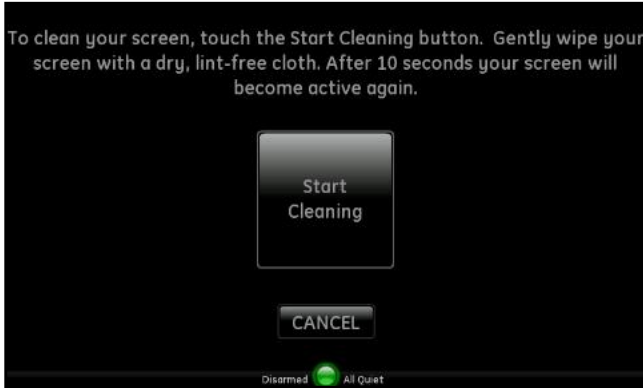 To clean your screen, touch the Start Cleaning button. Gently wipe your
screen with a dry, lint-free cloth. After 10 seconds your screen will
become active again.
Start
Cleaning
CANCEL
Disarmed All Quiet